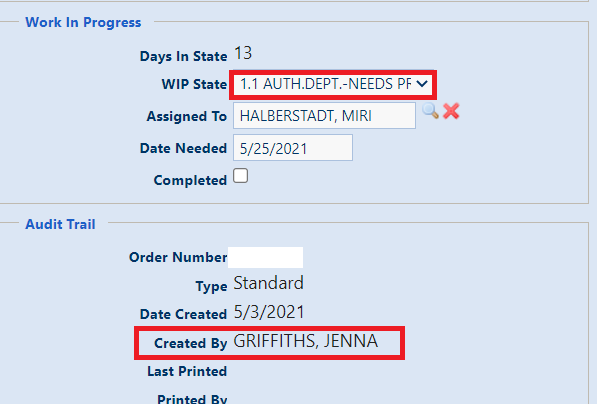 Work In Progress
Days In State 13
WIP State 1.1 AUTH.DEPT.-NEEDS PF
Assigned To HALBERSTADT, MIRI
Date Needed 5/25/2021
Completed
Audit Trail
Order Number
Type Standard
Date Created 5/3/2021
Created By GRIFFITHS, JENNA
Last Printed
Printed By